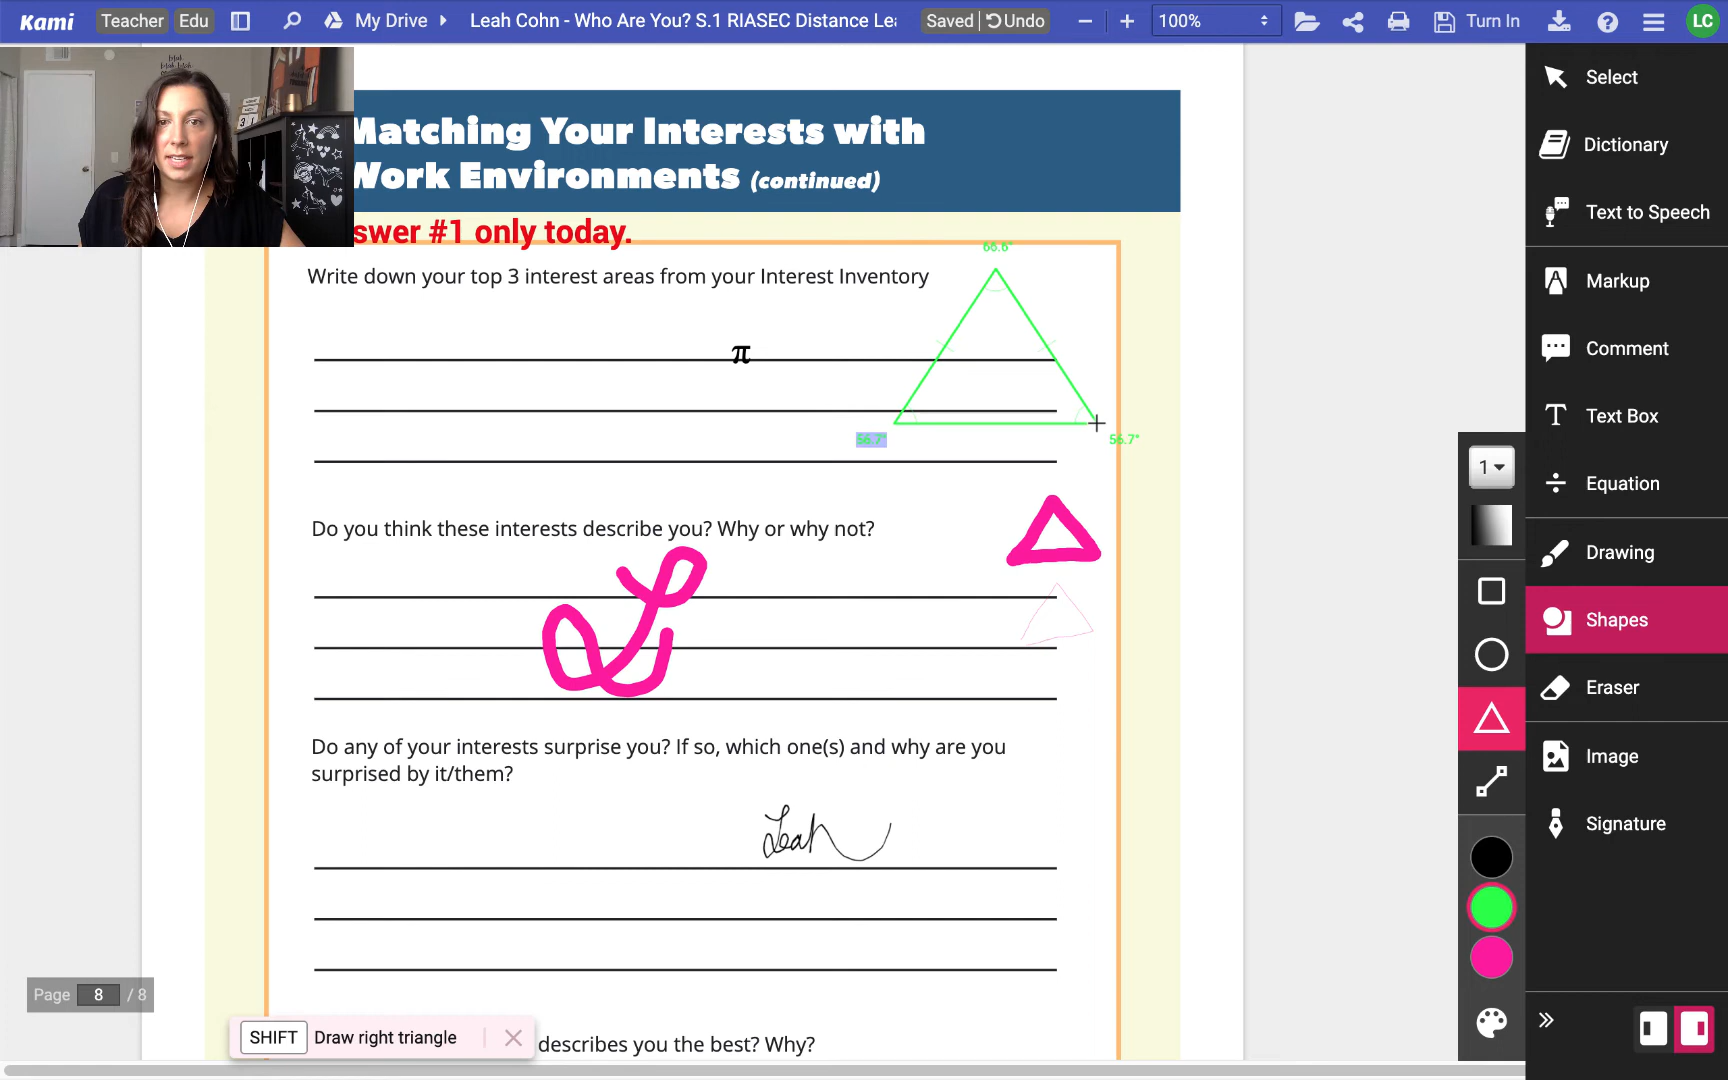 Kami Teacher Edu My Drive Leah Cohn - Who Are You? S.1 RIASEC Distance Le Saved Undo 100% Turn In LC
Matching Your Interests with
Work Environments (continued)
swer #1 only today.
66.6°
Write down your top 3 interest areas from your Interest Inventory
π
56.7° 56.7°
Do you think these interests describe you? Why or why not?
L
Do any of your interests surprise you? If so, which one(s) and why are you
surprised by it/them?
Leah
Page 8 / 8
SHIFT Draw right triangle
describes you the best? Why?
Select
Dictionary
Text to Speech
Markup
Comment
Text Box
Equation
Drawing
Shapes
Eraser
Image
Signature
1